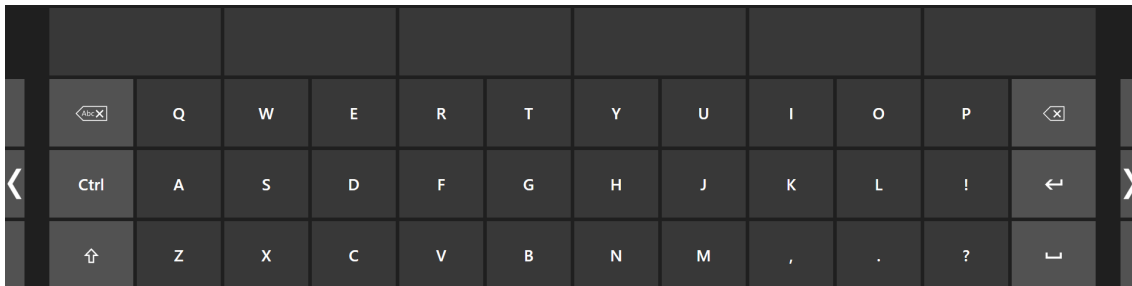 Abc Q W E R T Y U I O P
Ctrl A S D F G H J K L !
Z X C V B N M , . ?